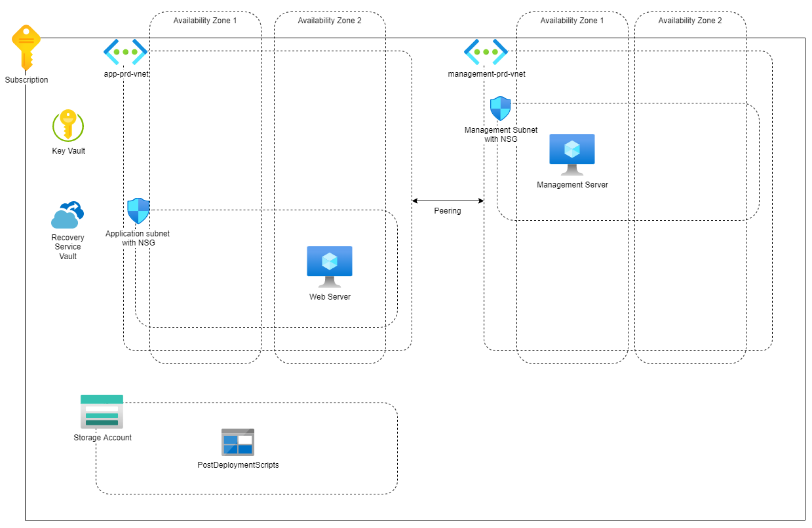 Availability Zone 1
Availability Zone 2
Availability Zone 1
Availability Zone 2
Subscription
app-prd-vnet
management-prd-vnet
Key Vault
Management Subnet
with NSG
Management Server
Peering
Recovery
Service
Vault
Application subnet
with NSG
Web Server
Storage Account
PostDeploymentScripts